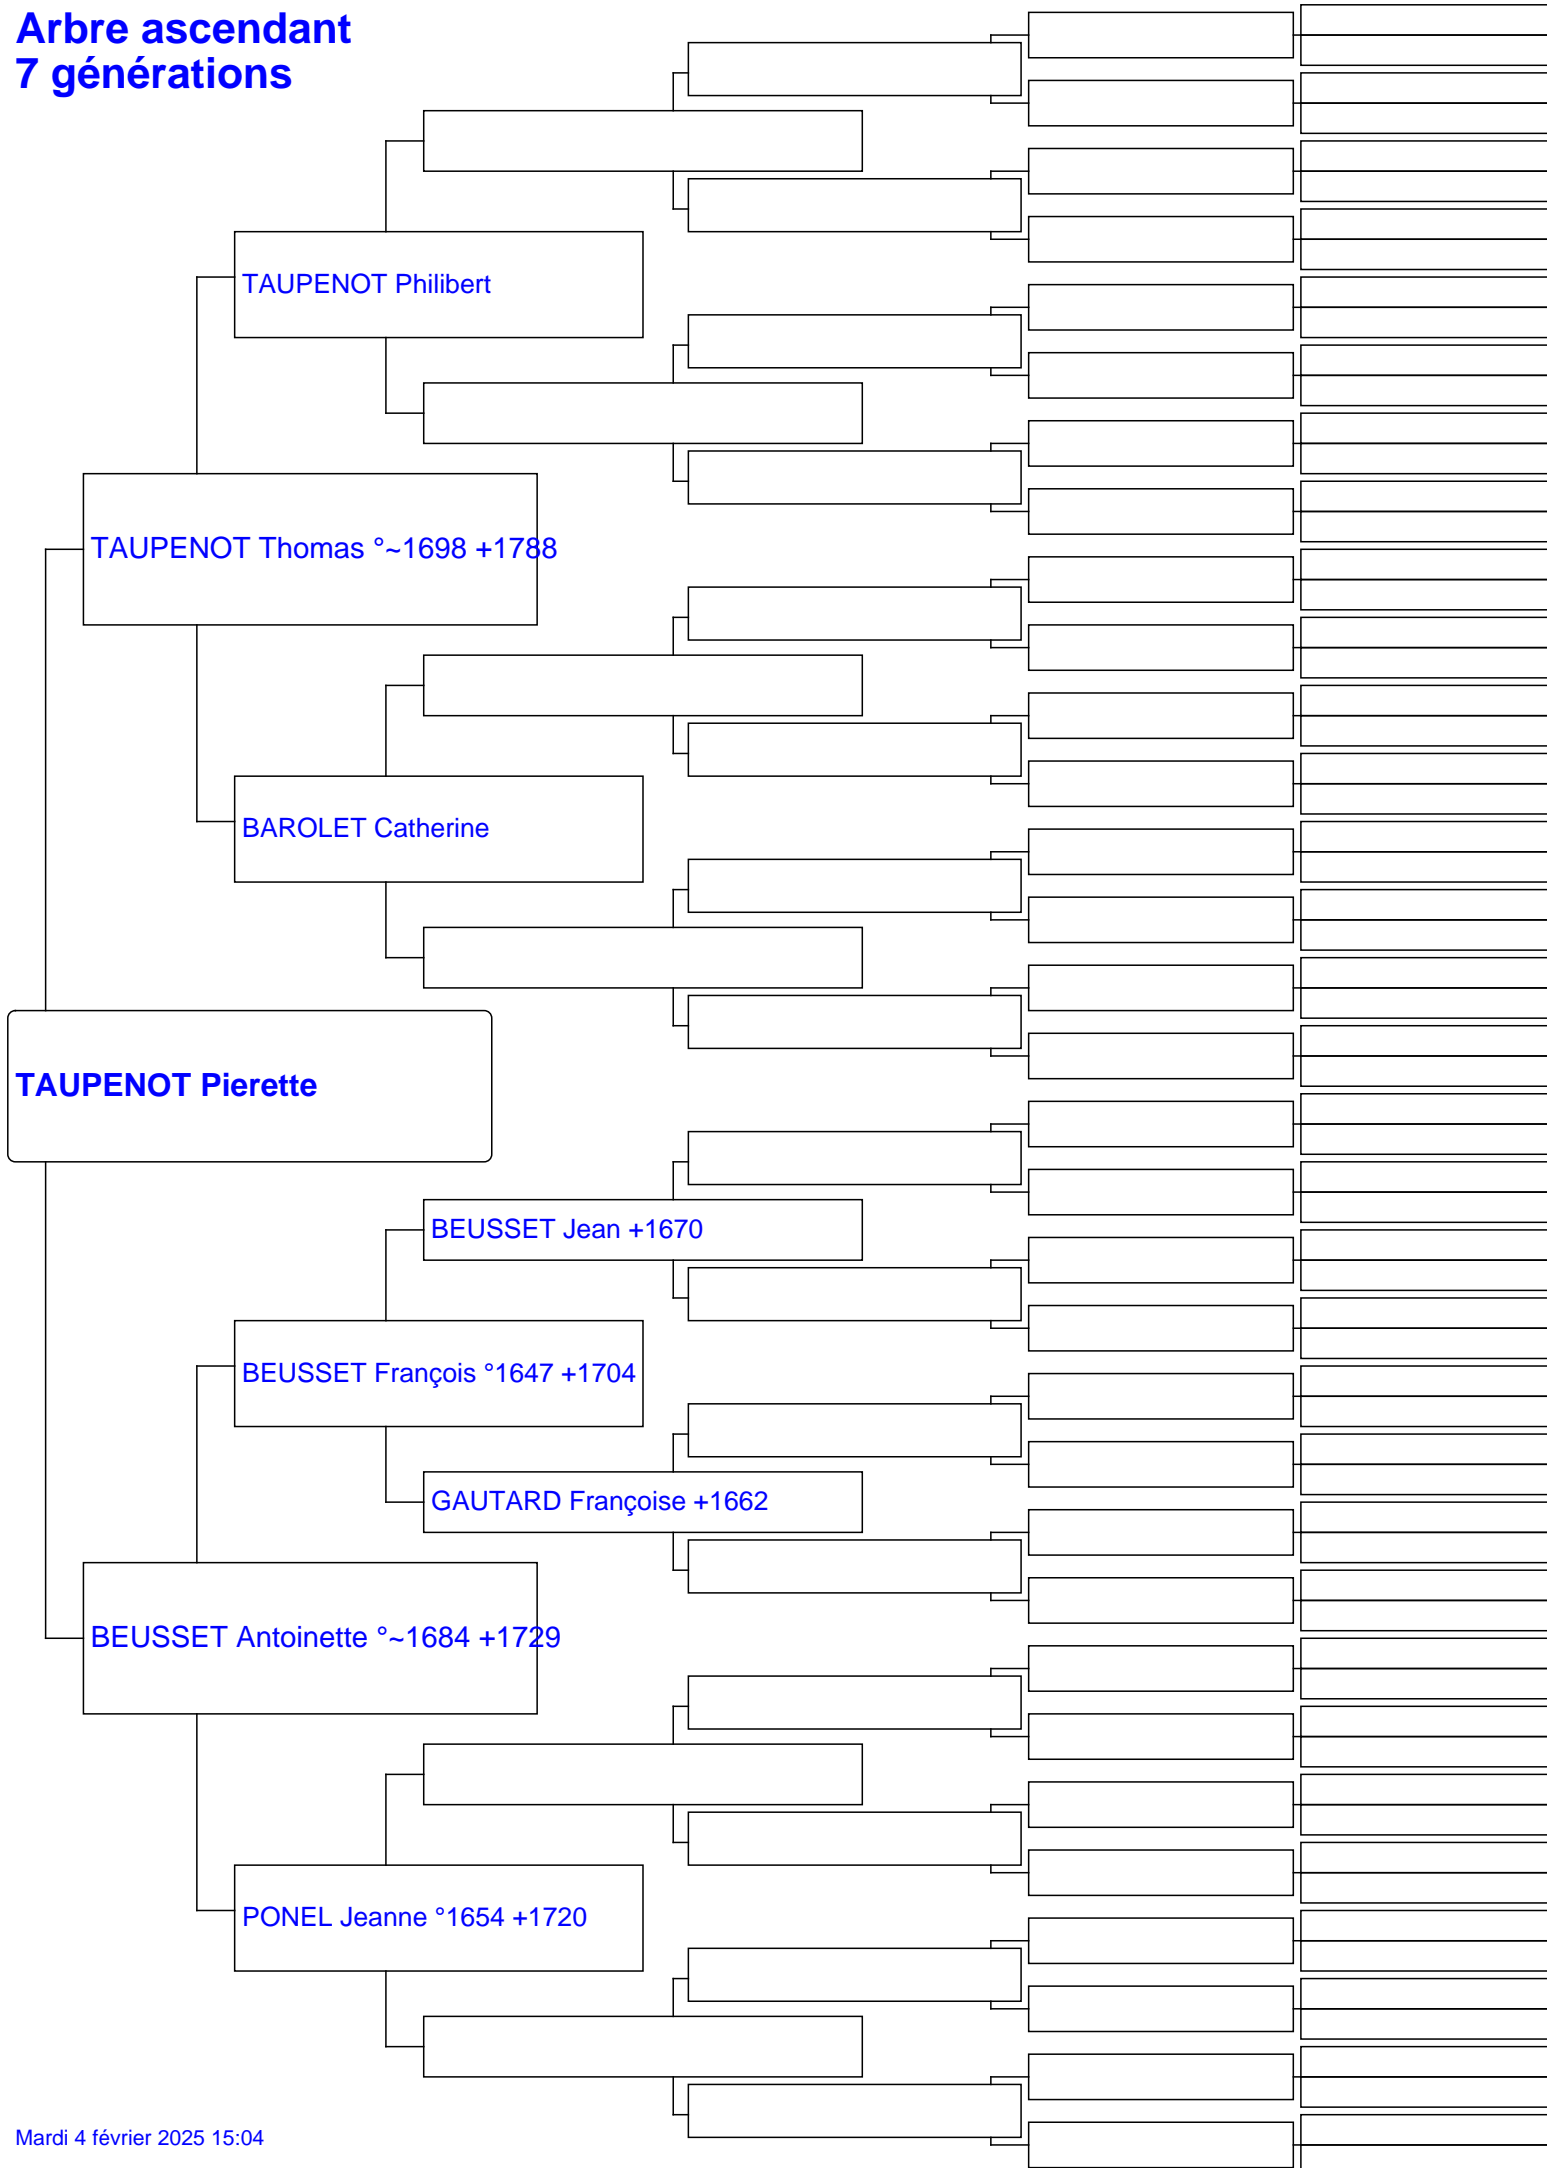 Arbre ascendant
7 générations
TAUPENOT Philibert
TAUPENOT Thomas °~1698 +1788
BAROLET Catherine
TAUPENOT Pierette
BEUSSET Jean +1670
BEUSSET François °1647 +1704
GAUTARD Françoise +1662
BEUSSET Antoinette °~1684 +1729
PONEL Jeanne °1654 +1720
Mardi 4 février 2025 15:04